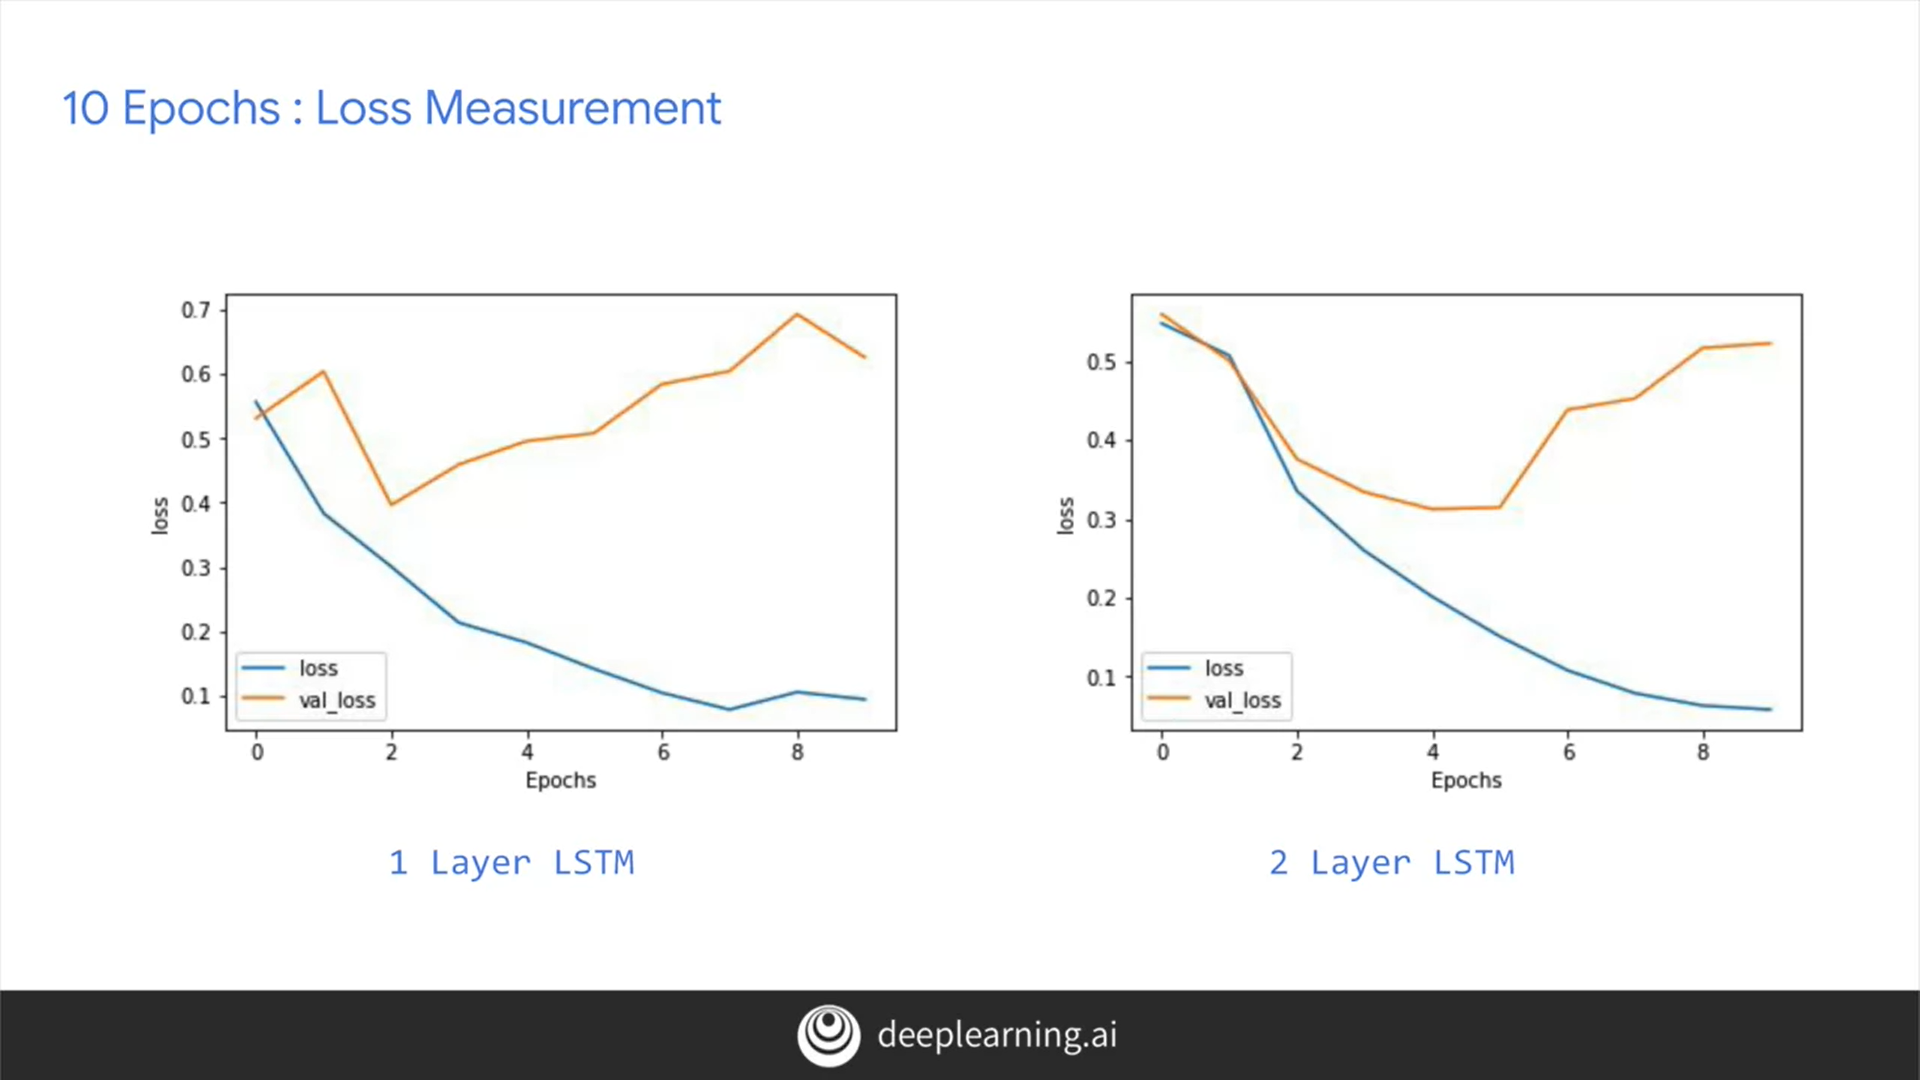 10 Epochs : Loss Measurement
0.7
0.6
0.5
0.4
0.3
0.2
0.1
loss
loss
val_loss
0 2 4 6 8
Epochs
1 Layer LSTM
0.5
0.4
0.3
0.2
0.1
loss
loss
val_loss
0 2 4 6 8
Epochs
2 Layer LSTM
deeplearning.ai